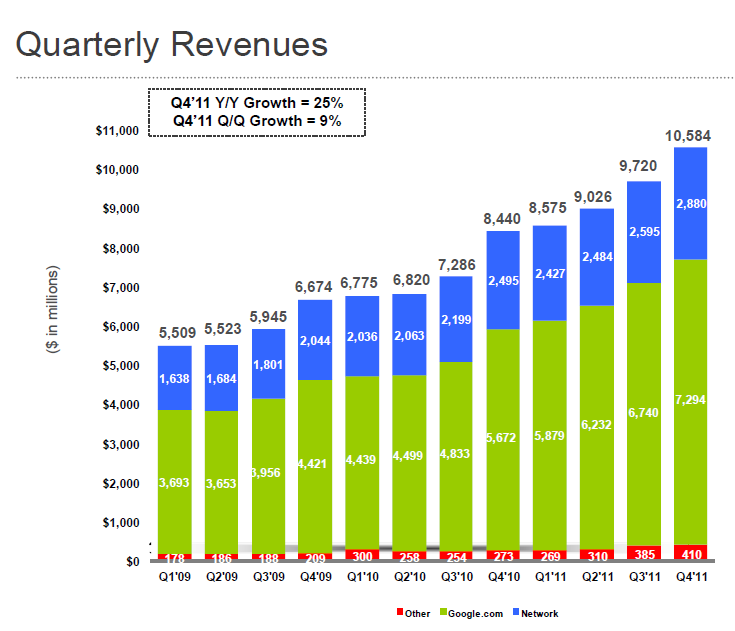 Quarterly Revenues
Q4'11 Y/Y Growth = 25%
Q4'11 Q/Q Growth = 9%
($ in millions)
$11,000
$10,000
$9,000
$8,000
$7,000
$6,000
$5,000
$4,000
$3,000
$2,000
$1,000
$0
5,509 5,523 5,945 6,674 6,775 6,820 7,286 8,440 8,575 9,026 9,720 10,584
1,638 1,684 1,801 2,044 2,036 2,063 2,199 2,495 2,427 2,484 2,595 2,880
3,693 3,653 3,956 4,421 4,439 4,499 4,833 5,672 5,879 6,232 6,740 7,294
178 186 188 209 300 258 254 273 269 310 385 410
Q1'09 Q2'09 Q3'09 Q4'09 Q1'10 Q2'10 Q3'10 Q4'10 Q1'11 Q2'11 Q3'11 Q4'11
Other Google.com Network